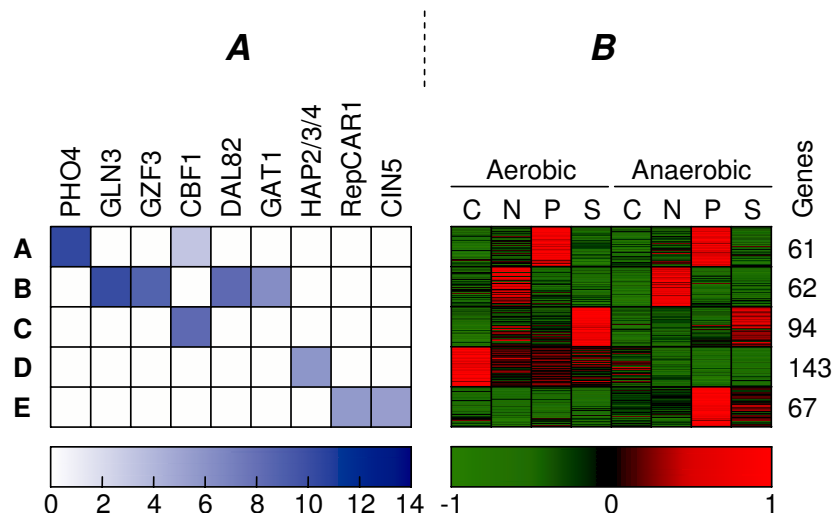 A
B
PHO4
GLN3
GZF3
CBF1
DAL82
GAT1
HAP2/3/4
RepCAR1
CIN5
Aerobic
Anaerobic
Genes
C N P S C N P S
A
61
B
62
C
94
D
143
E
67
0 2 4 6 8 10 12 14
-1 0 1